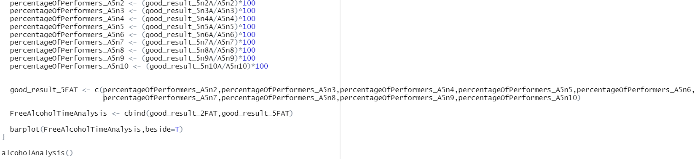 percentageOfPerformers_A5n2 <- (good_result_5n2A/A5n2)*100
percentageOfPerformers_A5n3 <- (good_result_5n3A/A5n3)*100
percentageOfPerformers_A5n4 <- (good_result_5n4A/A5n4)*100
percentageOfPerformers_A5n5 <- (good_result_5n5A/A5n5)*100
percentageOfPerformers_A5n6 <- (good_result_5n6A/A5n6)*100
percentageOfPerformers_A5n7 <- (good_result_5n7A/A5n7)*100
percentageOfPerformers_A5n8 <- (good_result_5n8A/A5n8)*100
percentageOfPerformers_A5n9 <- (good_result_5n9A/A5n9)*100
percentageOfPerformers_A5n10 <- (good_result_5n10A/A5n10)*100
good_result_5FAT <- c(percentageOfPerformers_A5n2,percentageOfPerformers_A5n3,percentageOfPerformers_A5n4,percentageOfPerformers_A5n5,percentageOfPerformers_A5n6,
percentageOfPerformers_A5n7,percentageOfPerformers_A5n8,percentageOfPerformers_A5n9,percentageOfPerformers_A5n10)
FreeAlcoholTimeAnalysis <- cbind(good_result_2FAT,good_result_5FAT)
barplot(FreeAlcoholTimeAnalysis,beside=T)
}
alcoholAnalysis()